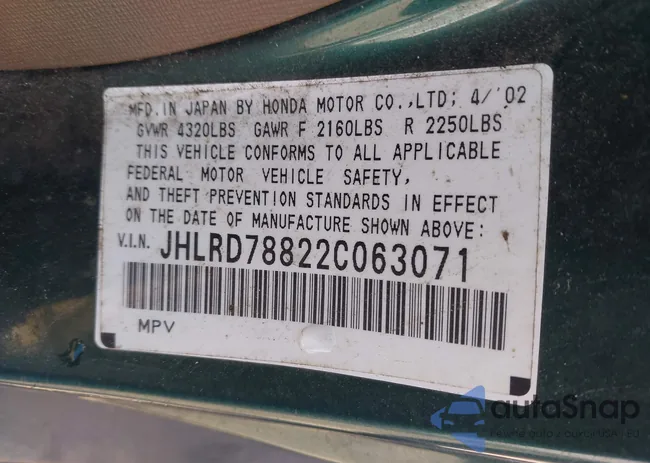 MFD. IN JAPAN BY HONDA MOTOR CO.,LTD; 4/'02
GVWR 4320LBS GAWR F 2160LBS R 2250LBS
THIS VEHICLE CONFORMS TO ALL APPLICABLE
FEDERAL MOTOR VEHICLE SAFETY,
AND THEFT PREVENTION STANDARDS IN EFFECT
ON THE DATE OF MANUFACTURE SHOWN ABOVE:
V.I.N. JHLRD78822C063071
MPV
autoSnap